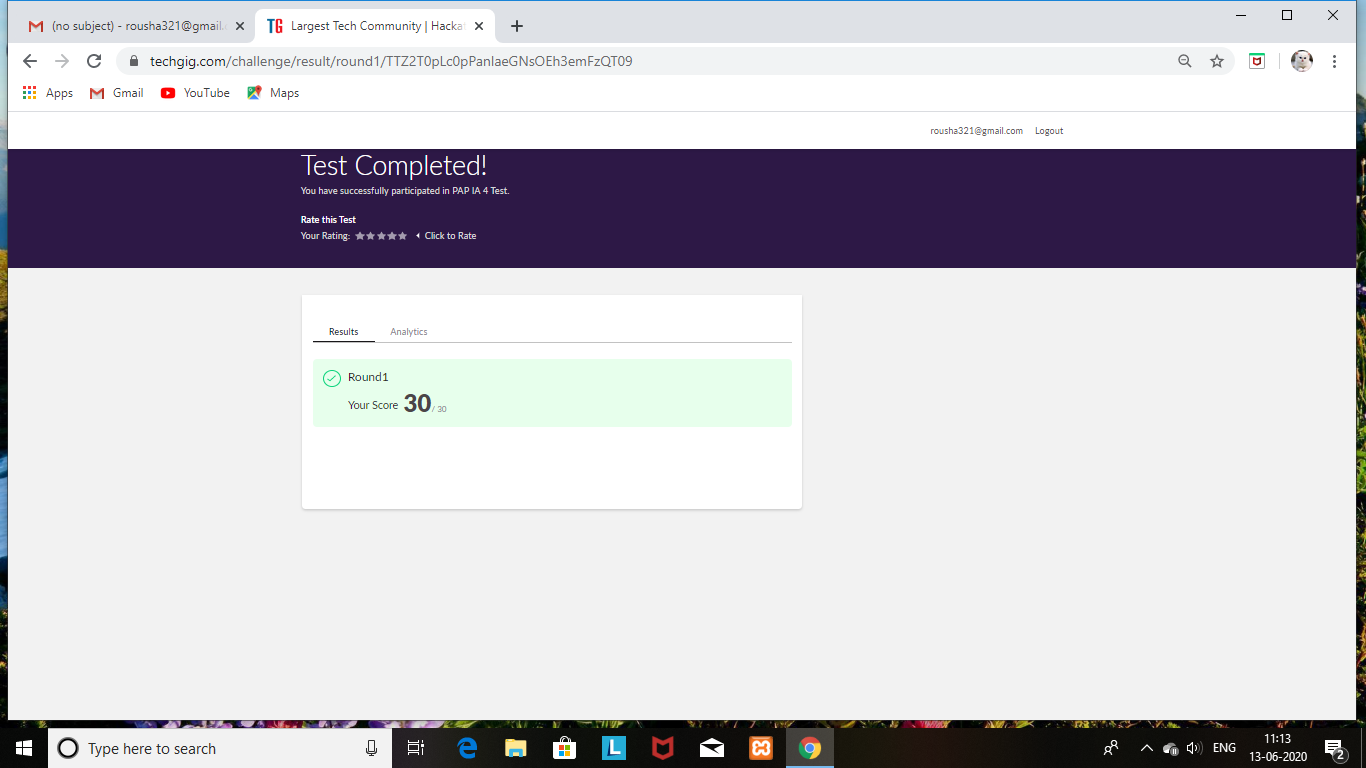 (no subject) - rousha321@gmail.
Largest Tech Community | Hacka
techgig.com/challenge/result/round1/TTZ2T0pLc0pPanIaeGNsOEh3emFzQT09
Apps
Gmail
YouTube
Maps
rousha321@gmail.com
Logout
Test Completed!
You have successfully participated in PAP IA 4 Test.
Rate this Test
Your Rating:
Click to Rate
Results
Analytics
Round1
Your Score 30 / 30
Type here to search
ENG
11:13
13-06-2020
2